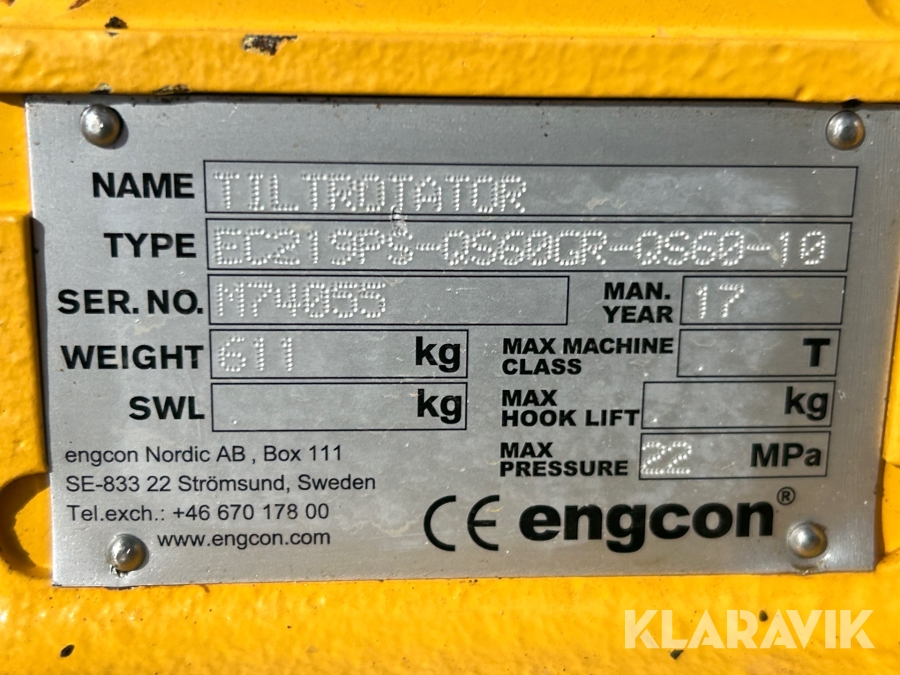 NAME TILTROTATOR
TYPE EC219PS-QS60GR-QS60-10
SER. NO. M74055 MAN. YEAR 17
WEIGHT 611 kg MAX MACHINE CLASS T
SWL kg MAX HOOK LIFT kg
MAX PRESSURE 22 MPa
engcon Nordic AB , Box 111
SE-833 22 Strömsund, Sweden
Tel.exch.: +46 670 178 00
www.engcon.com
CE engcon®
KLARAVIK